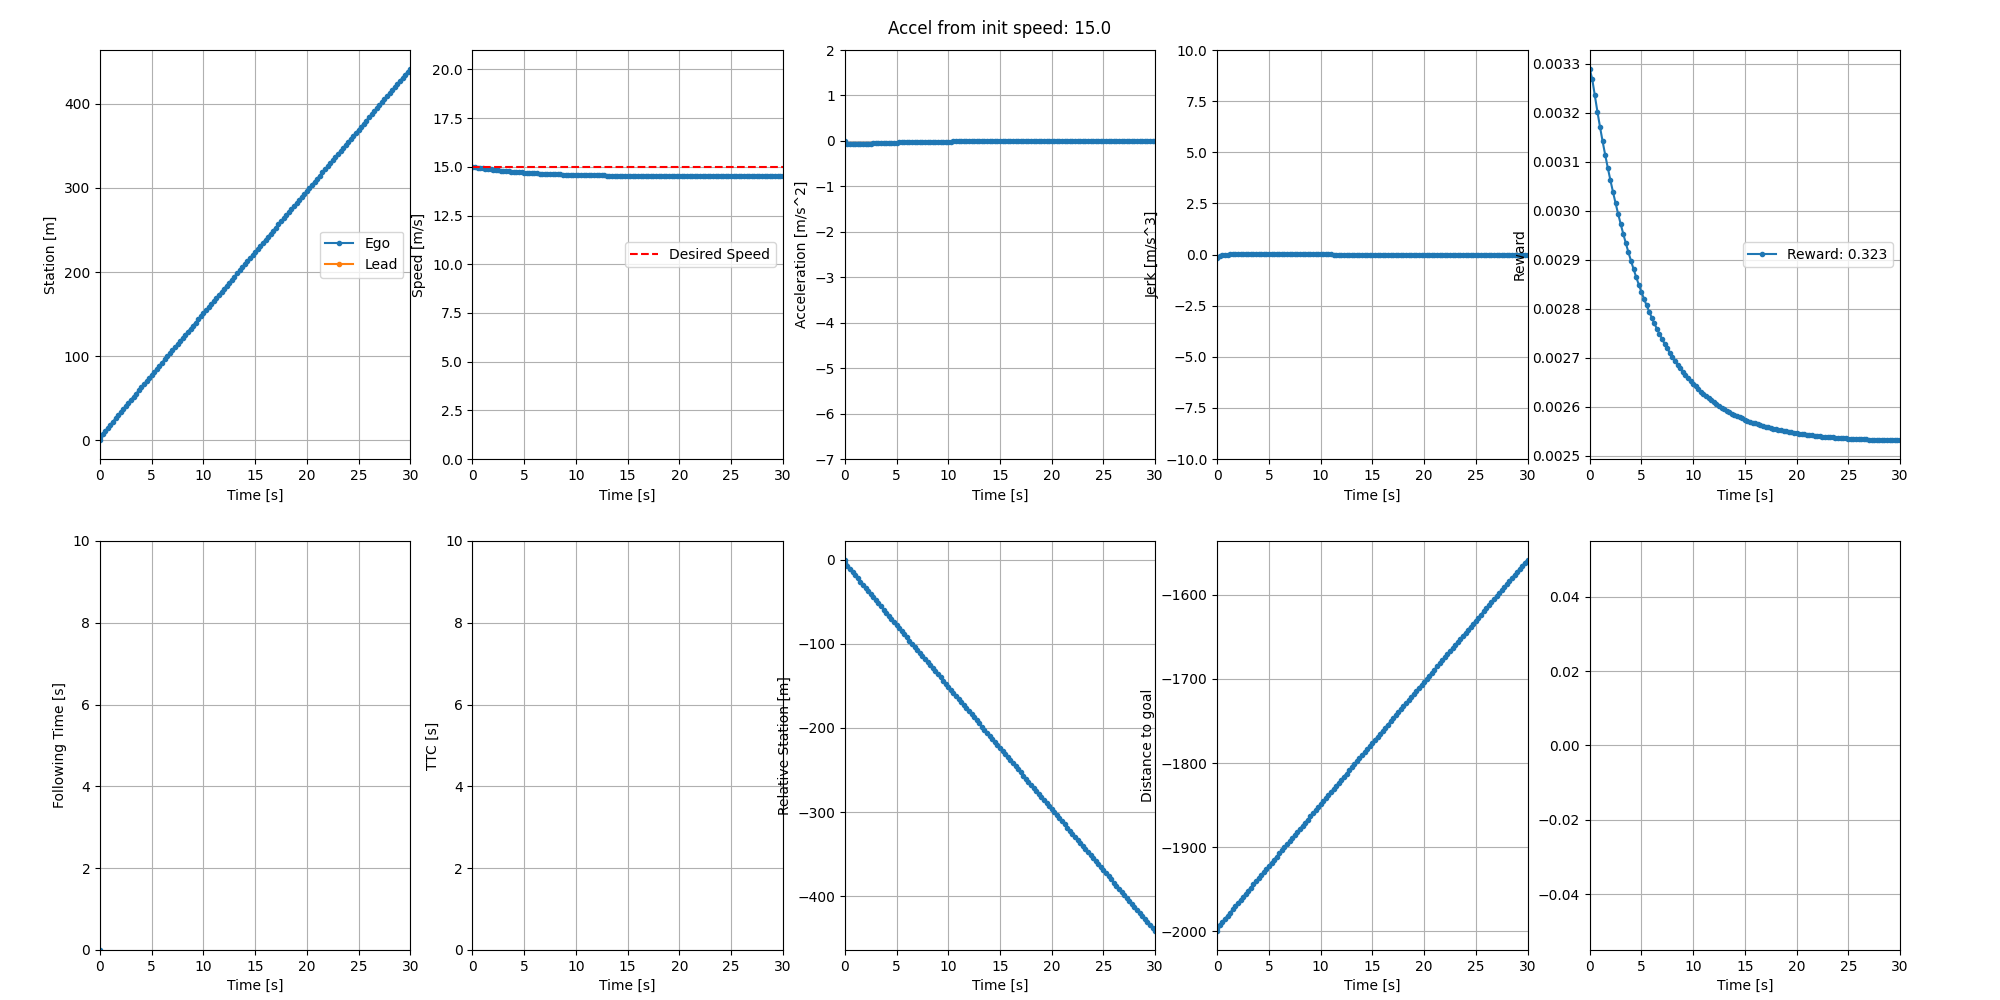 Accel from init speed: 15.0
Station [m]
400
300
200
100
0
Ego
Lead
0 5 10 15 20 25 30
Time [s]
Speed [m/s]
20.0
17.5
15.0
12.5
10.0
7.5
5.0
2.5
0.0
Desired Speed
0 5 10 15 20 25 30
Time [s]
Acceleration [m/s^2]
2
1
0
−1
−2
−3
−4
−5
−6
−7
0 5 10 15 20 25 30
Time [s]
Jerk [m/s^3]
10.0
7.5
5.0
2.5
0.0
−2.5
−5.0
−7.5
−10.0
0 5 10 15 20 25 30
Time [s]
Reward
0.0033
0.0032
0.0031
0.0030
0.0029
0.0028
0.0027
0.0026
0.0025
Reward: 0.323
0 5 10 15 20 25 30
Time [s]
Following Time [s]
10
8
6
4
2
0
0 5 10 15 20 25 30
Time [s]
TTC [s]
10
8
6
4
2
0
0 5 10 15 20 25 30
Time [s]
Relative Station [m]
0
−100
−200
−300
−400
0 5 10 15 20 25 30
Time [s]
Distance to goal
−1600
−1700
−1800
−1900
−2000
0 5 10 15 20 25 30
Time [s]
0.04
0.02
0.00
−0.02
−0.04
0 5 10 15 20 25 30
Time [s]